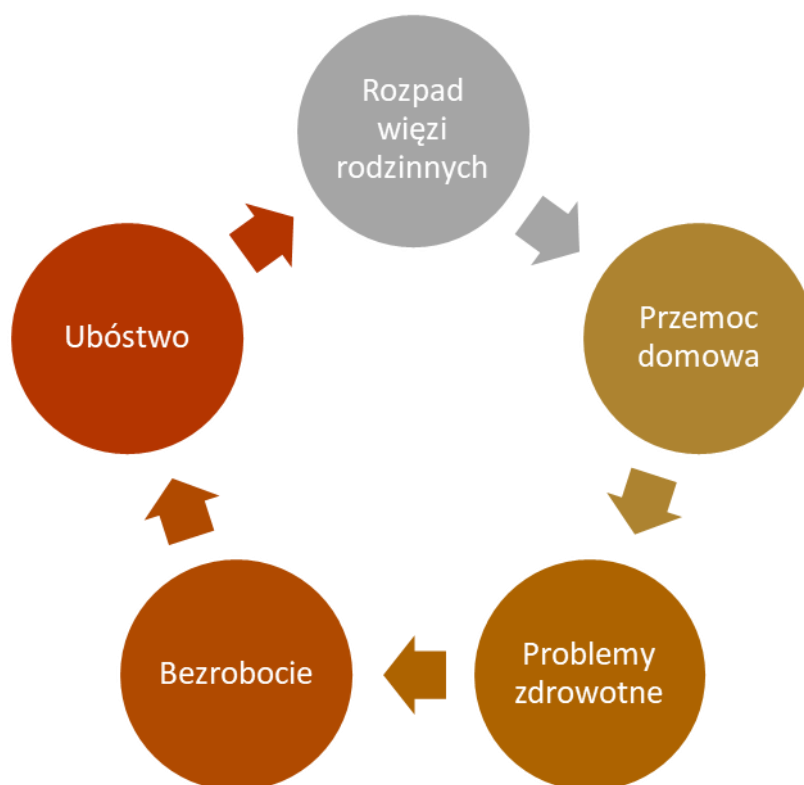 Rozpad
więzi
rodzinnych
Przemoc
domowa
Problemy
zdrowotne
Bezrobocie
Ubóstwo